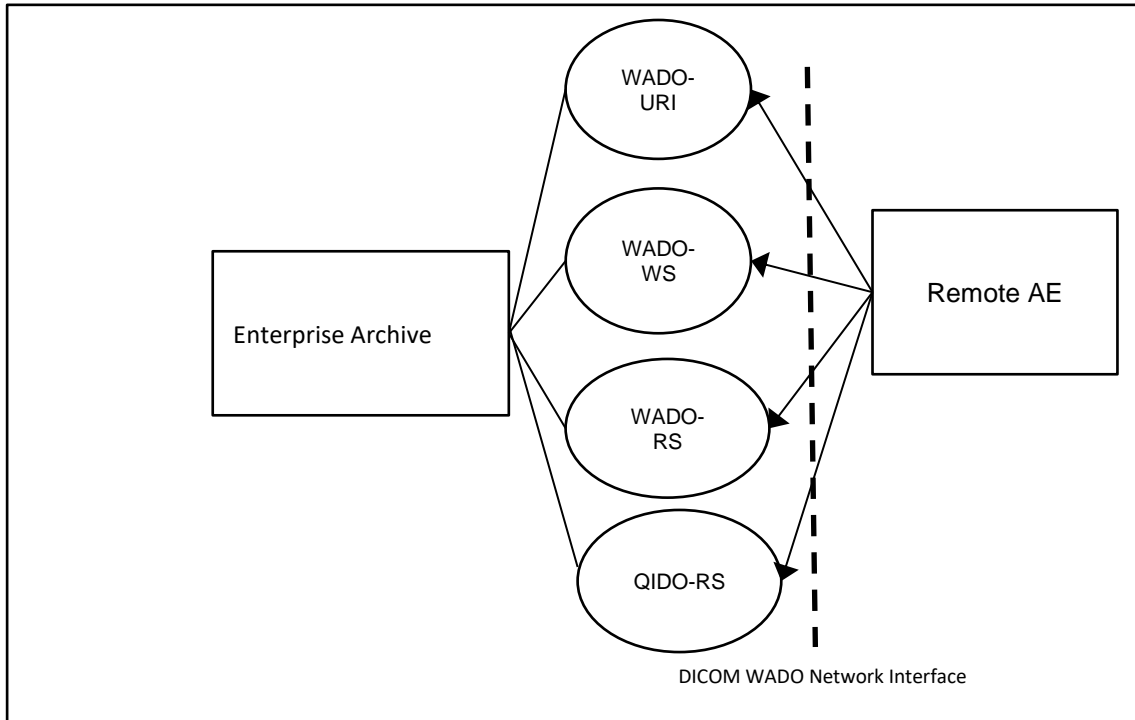 WADO-
URI
WADO-
WS
Enterprise Archive
Remote AE
WADO-
RS
QIDO-RS
DICOM WADO Network Interface